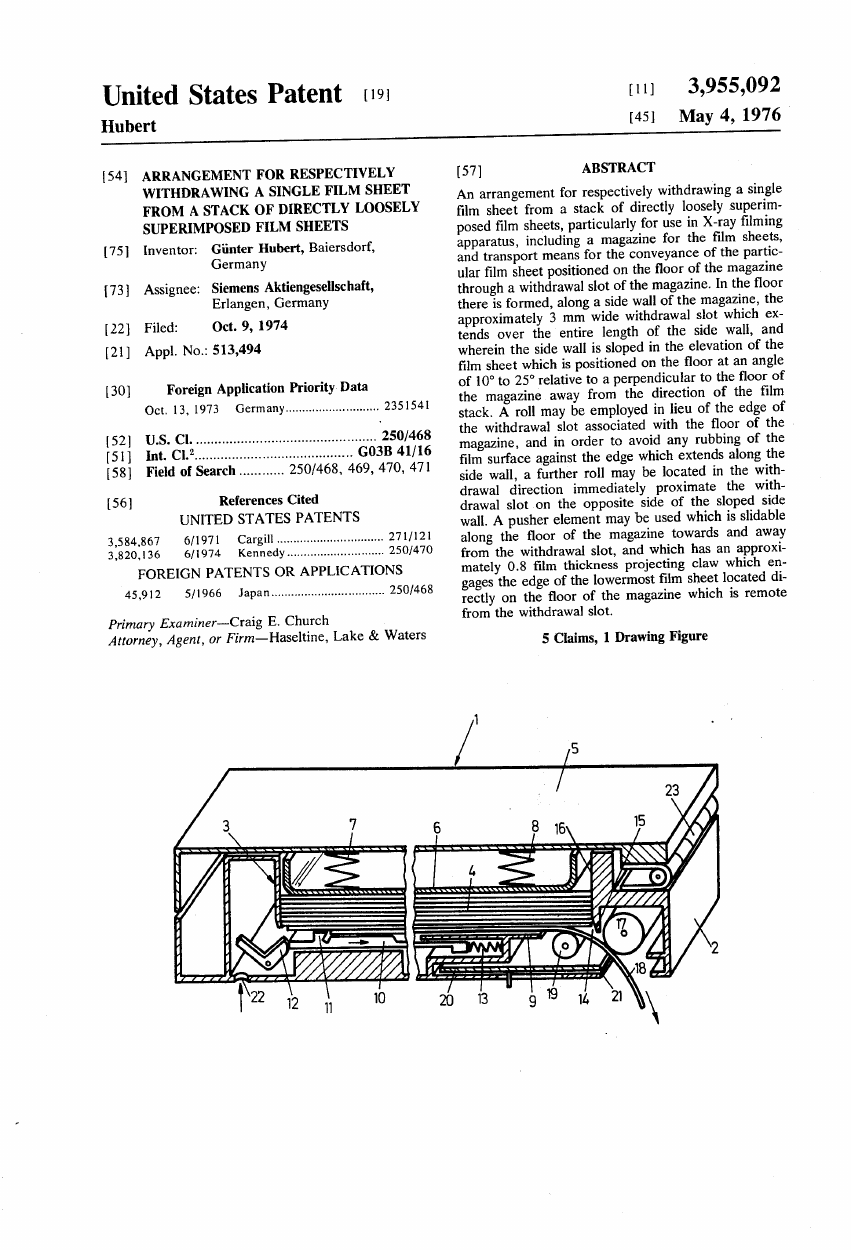 United States Patent [19]
Hubert
[11] 3,955,092
[45] May 4, 1976
[54] ARRANGEMENT FOR RESPECTIVELY
WITHDRAWING A SINGLE FILM SHEET
FROM A STACK OF DIRECTLY LOOSELY
SUPERIMPOSED FILM SHEETS
[75] Inventor: Günter Hubert, Baiersdorf,
Germany
[73] Assignee: Siemens Aktiengesellschaft,
Erlangen, Germany
[22] Filed: Oct. 9, 1974
[21] Appl. No.: 513,494
[30] Foreign Application Priority Data
Oct. 13, 1973 Germany............................ 2351541
[52] U.S. Cl. ................................................ 250/468
[51] Int. Cl.²......................................... G03B 41/16
[58] Field of Search ............ 250/468, 469, 470, 471
[56] References Cited
UNITED STATES PATENTS
3,584,867 6/1971 Cargill ................................ 271/121
3,820,136 6/1974 Kennedy............................. 250/470
FOREIGN PATENTS OR APPLICATIONS
45,912 5/1966 Japan.................................. 250/468
Primary Examiner—Craig E. Church
Attorney, Agent, or Firm—Haseltine, Lake & Waters
[57] ABSTRACT
An arrangement for respectively withdrawing a single
film sheet from a stack of directly loosely superim-
posed film sheets, particularly for use in X-ray filming
apparatus, including a magazine for the film sheets,
and transport means for the conveyance of the partic-
ular film sheet positioned on the floor of the magazine
through a withdrawal slot of the magazine. In the floor
there is formed, along a side wall of the magazine, the
approximately 3 mm wide withdrawal slot which ex-
tends over the entire length of the side wall, and
wherein the side wall is sloped in the elevation of the
film sheet which is positioned on the floor at an angle
of 10° to 25° relative to a perpendicular to the floor of
the magazine away from the direction of the film
stack. A roll may be employed in lieu of the edge of
the withdrawal slot associated with the floor of the
magazine, and in order to avoid any rubbing of the
film surface against the edge which extends along the
side wall, a further roll may be located in the with-
drawal direction immediately proximate the with-
drawal slot on the opposite side of the sloped side
wall. A pusher element may be used which is slidable
along the floor of the magazine towards and away
from the withdrawal slot, and which has an approxi-
mately 0.8 film thickness projecting claw which en-
gages the edge of the lowermost film sheet located di-
rectly on the floor of the magazine which is remote
from the withdrawal slot.
5 Claims, 1 Drawing Figure
1
5
23
3
7
6
8
16
15
4
17
2
22
12
11
10
20
13
9
19
14
21
18